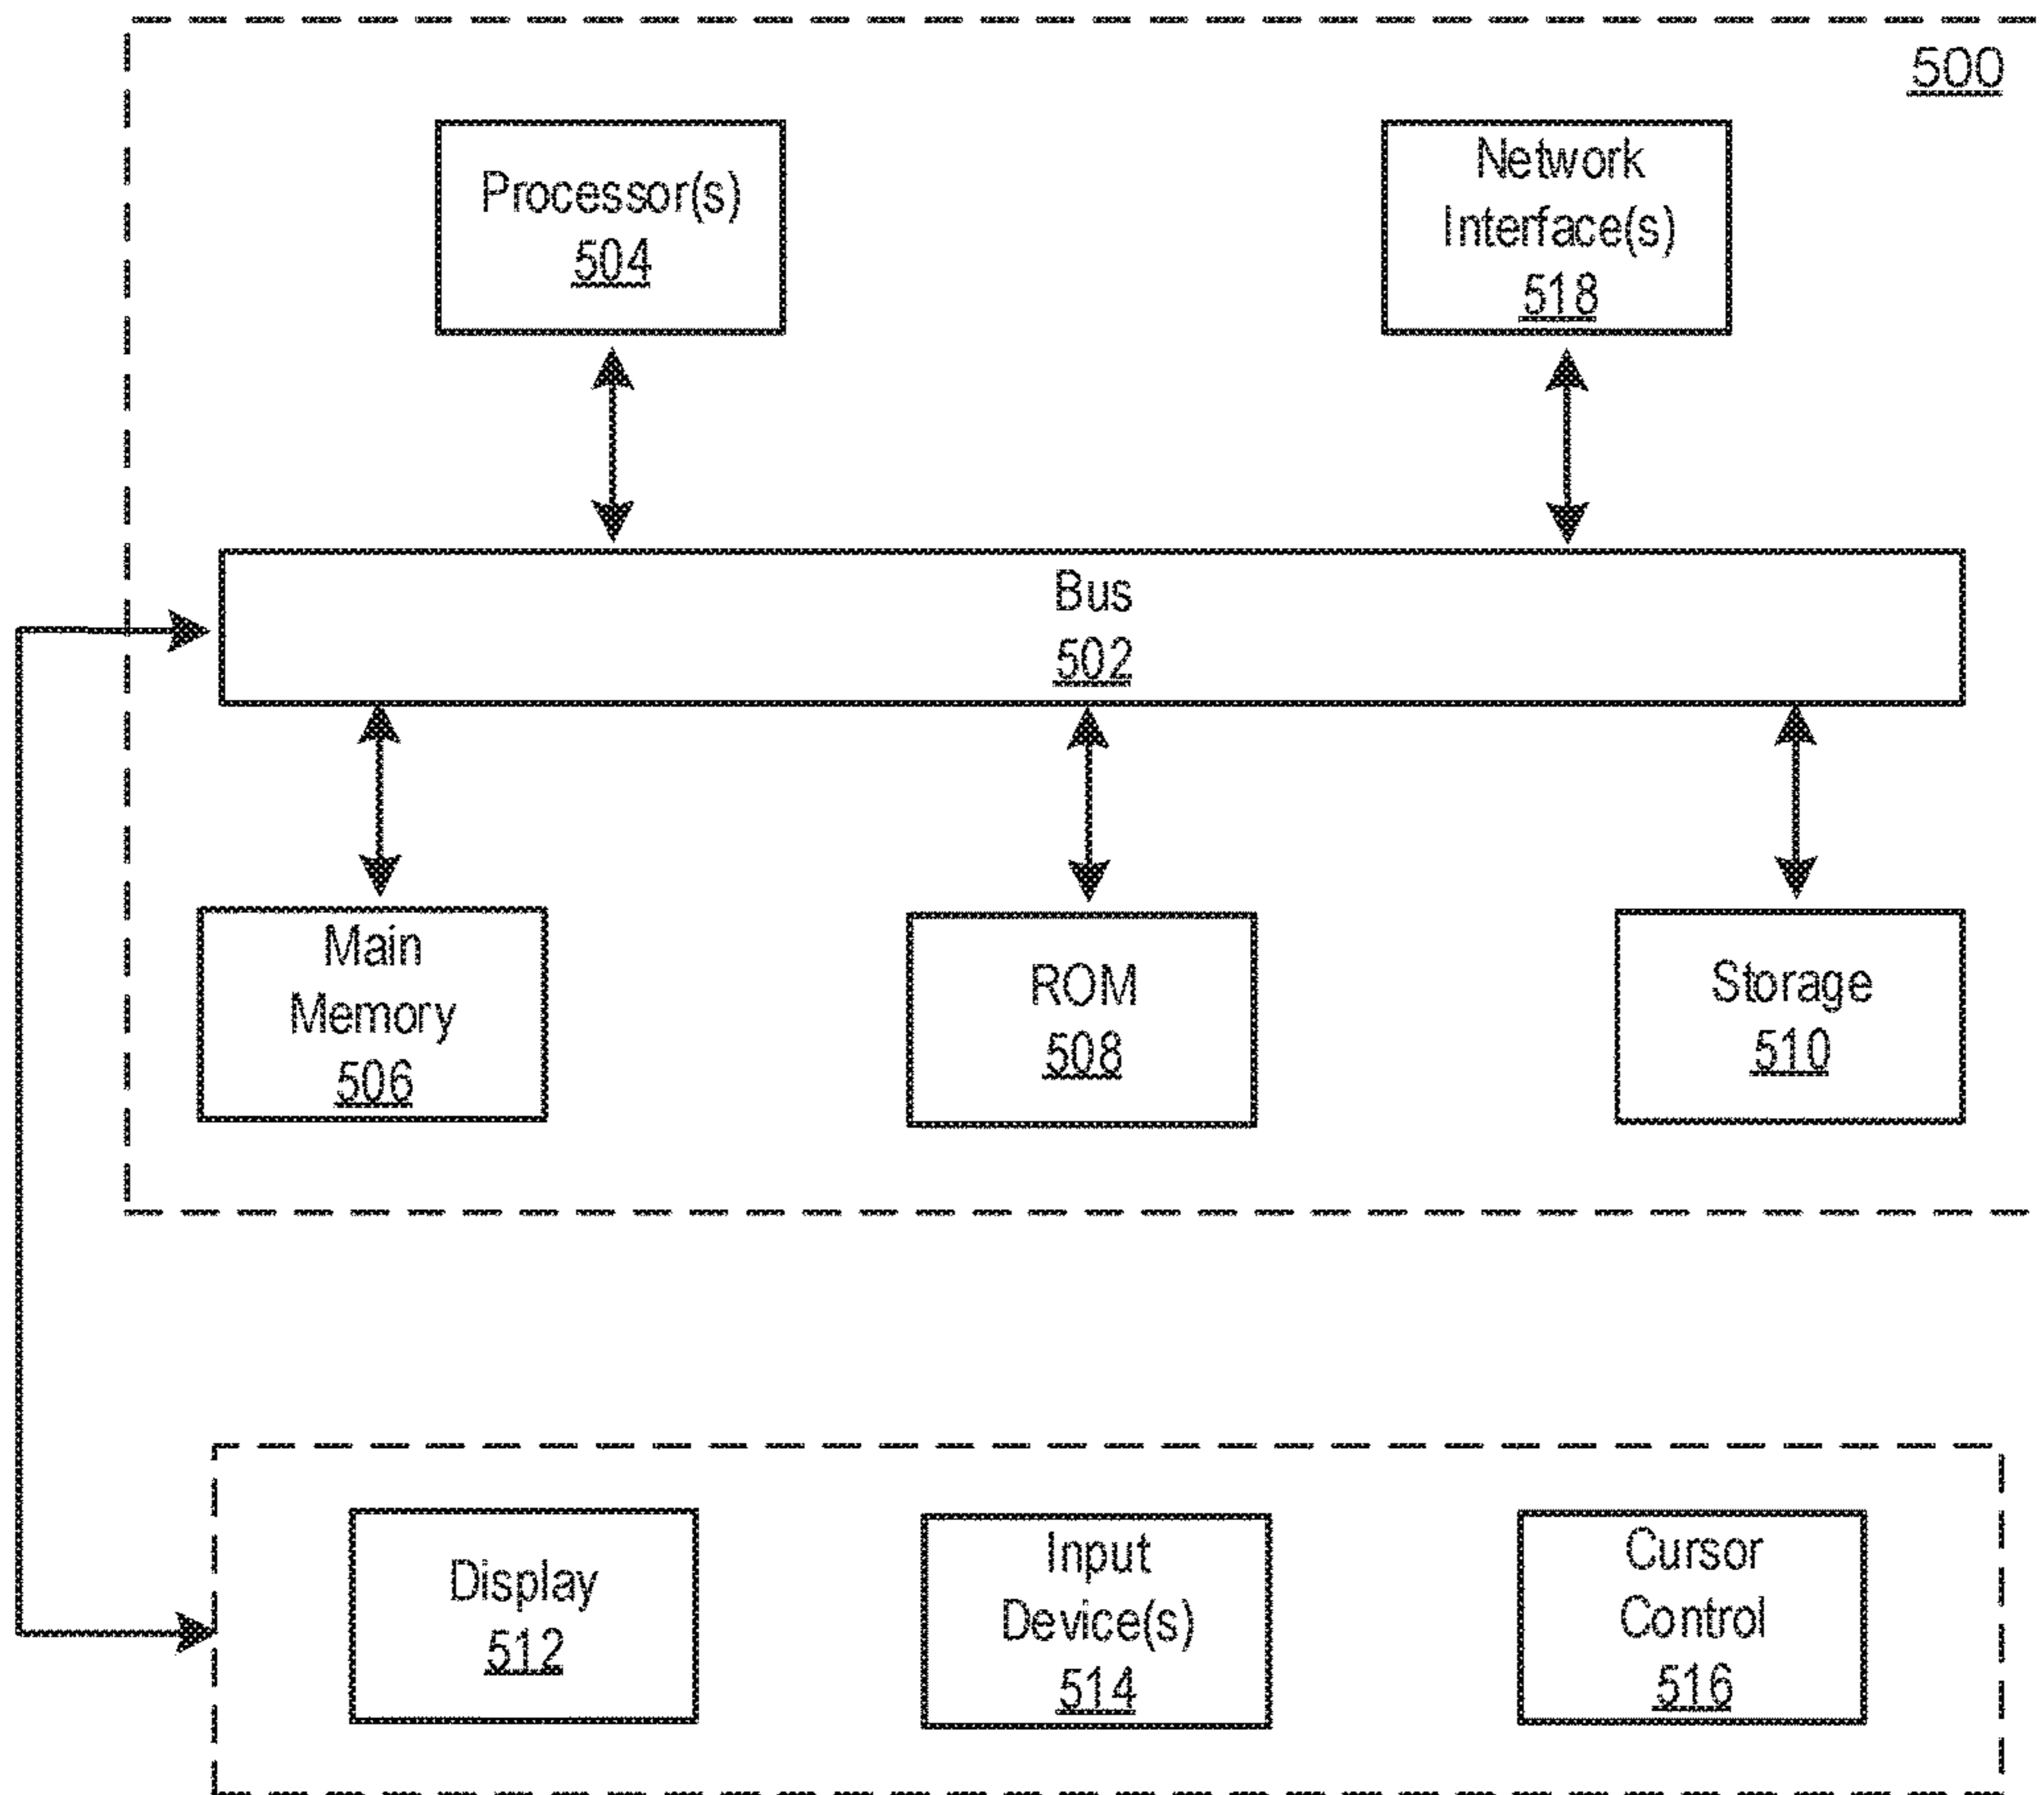 500
Processor(s)
504
Network
Interface(s)
518
Bus
502
Main
Memory
506
ROM
508
Storage
510
Display
512
Input
Device(s)
514
Cursor
Control
516